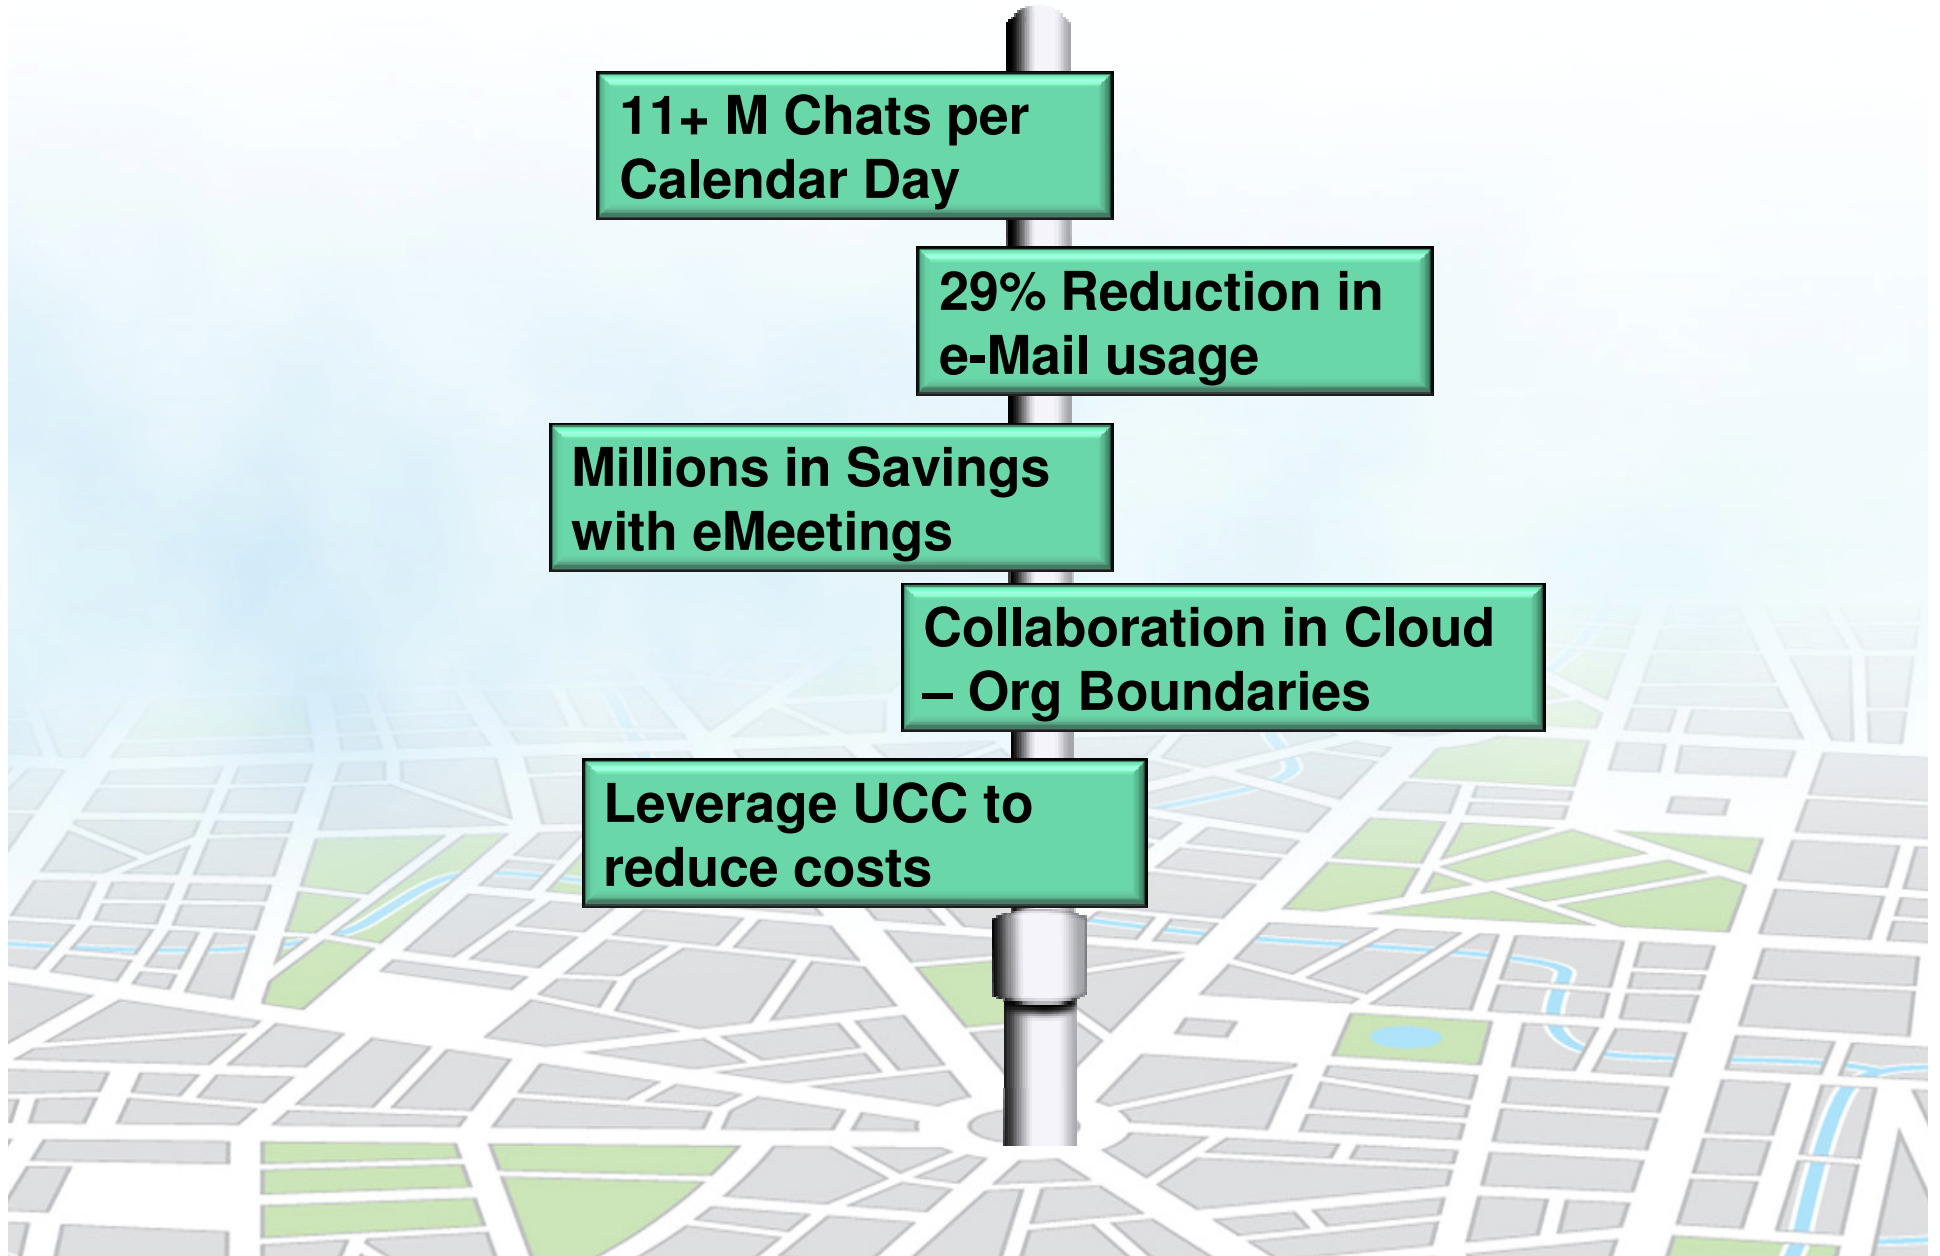 11+ M Chats per
Calendar Day
29% Reduction in
e-Mail usage
Millions in Savings
with eMeetings
Collaboration in Cloud
– Org Boundaries
Leverage UCC to
reduce costs